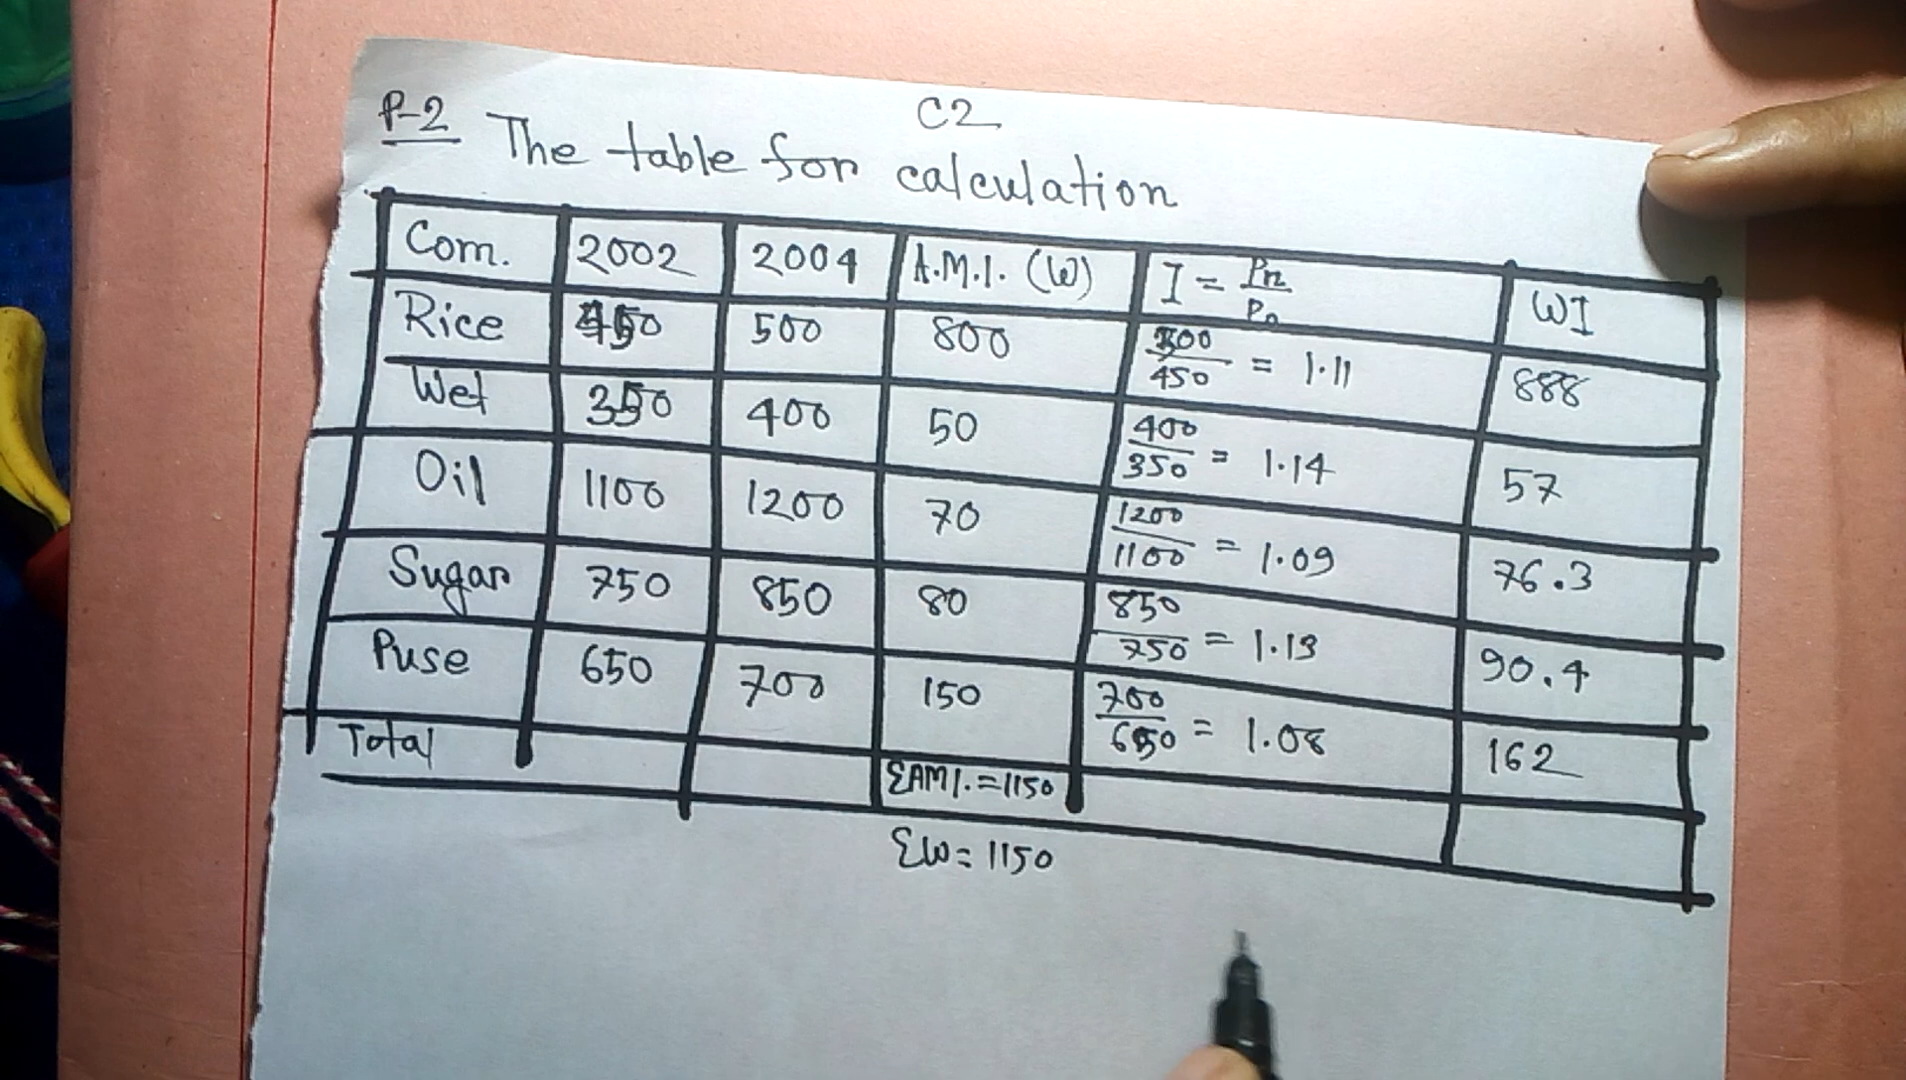 P-2
C2
The table for calculation
Com. 2002 2004 A.M.I. (W) I = Pn/Po WI
Rice 450 500 800 500/450 = 1.11 888
Wet 350 400 50 400/350 = 1.14 57
Oil 1100 1200 70 1200/1100 = 1.09 76.3
Sugar 750 850 80 850/750 = 1.13 90.4
Puse 650 700 150 700/650 = 1.08 162
Total ΣAMI.=1150
ΣW=1150